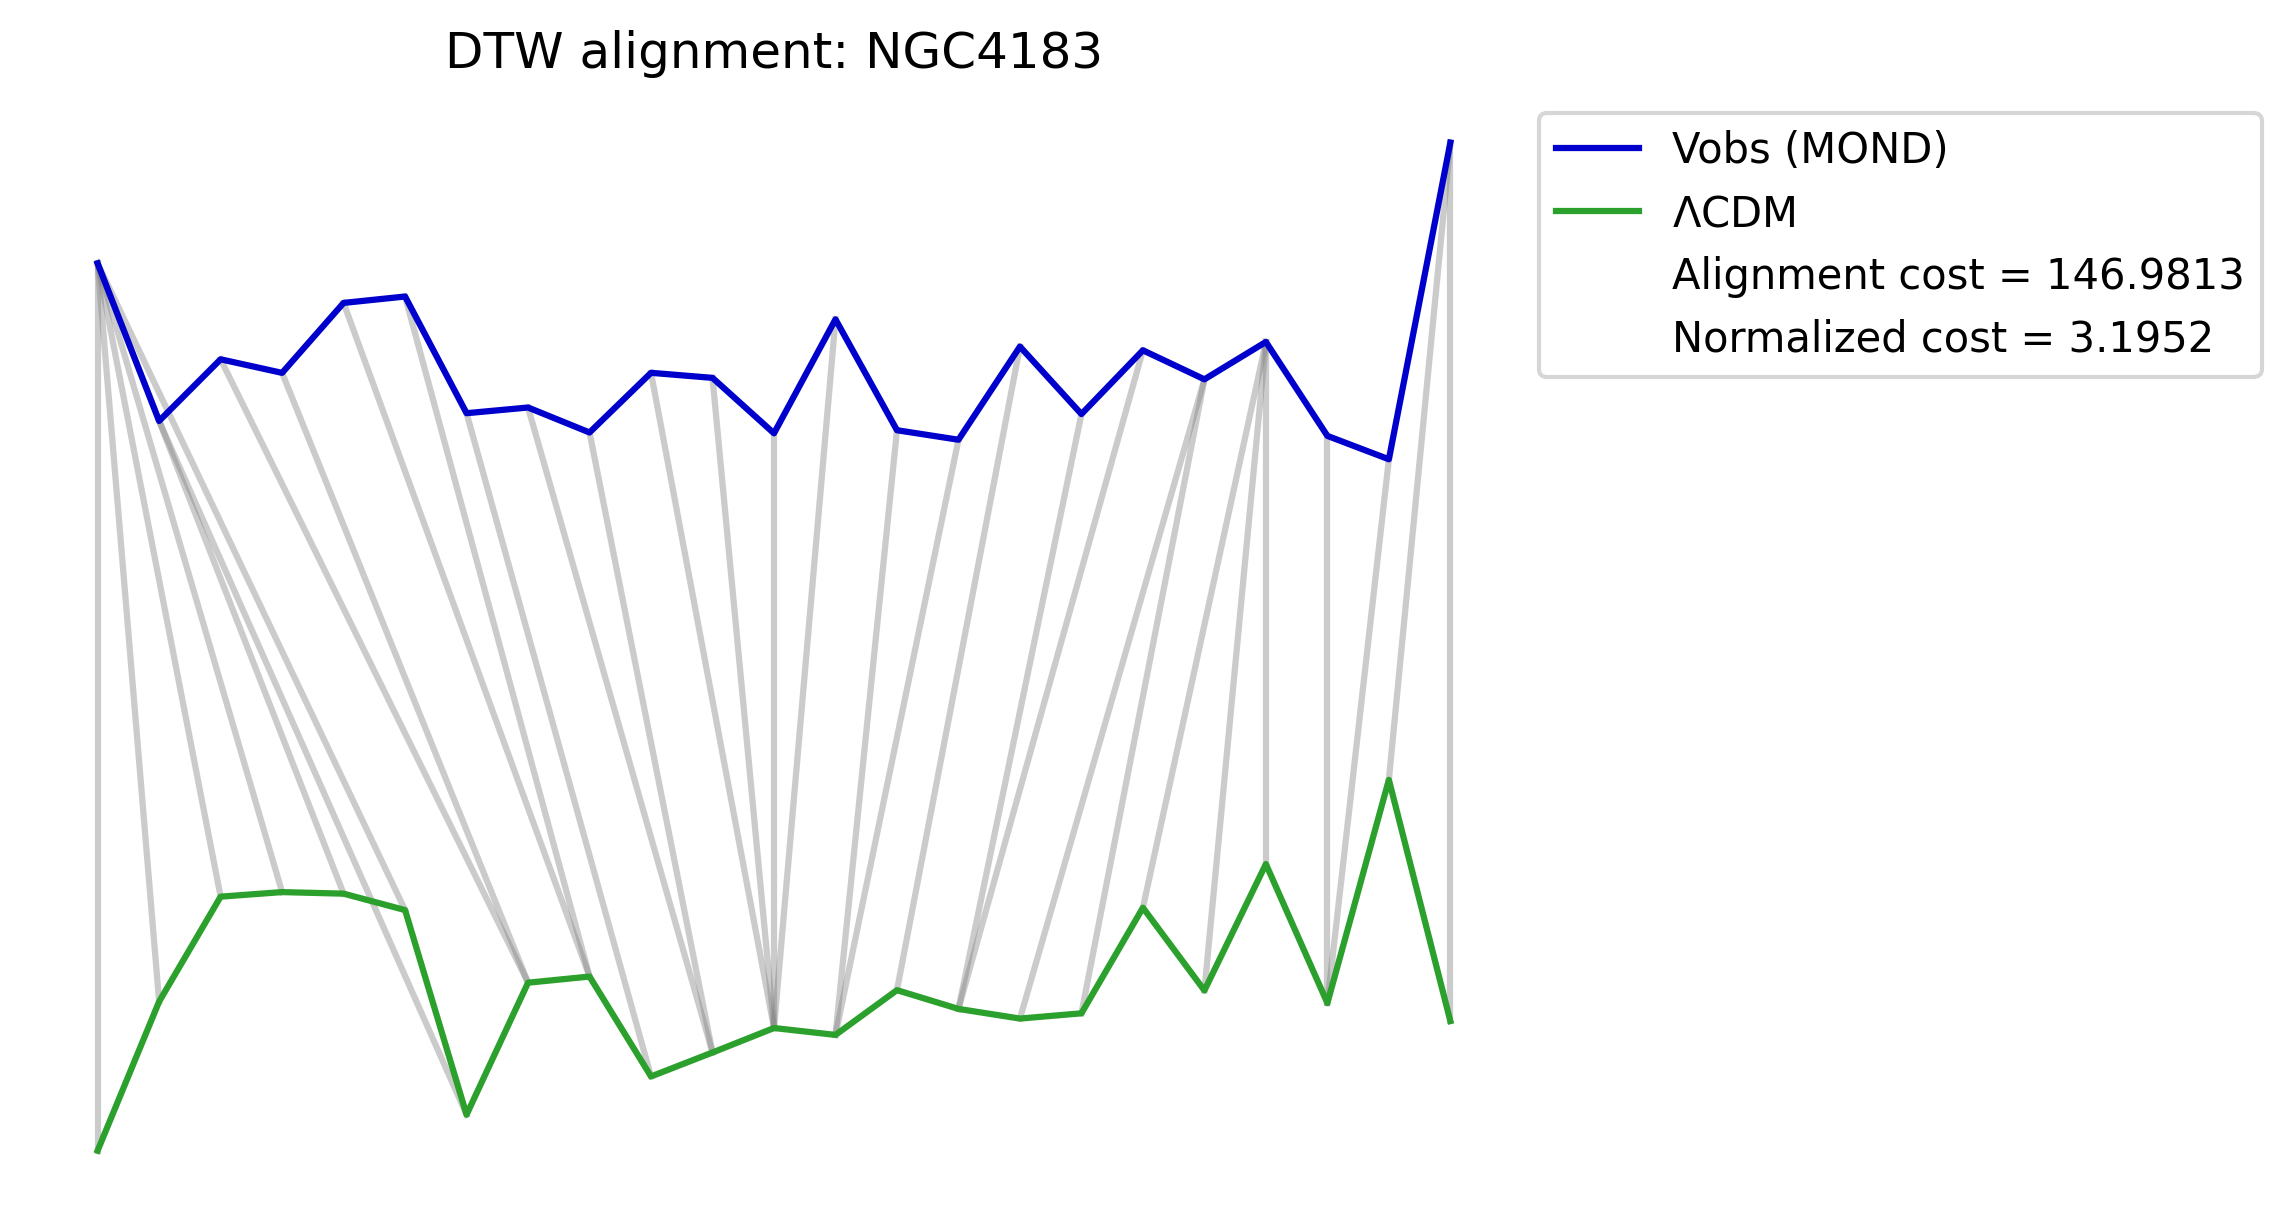 DTW alignment: NGC4183
Vobs (MOND)
ΛCDM
Alignment cost = 146.9813
Normalized cost = 3.1952